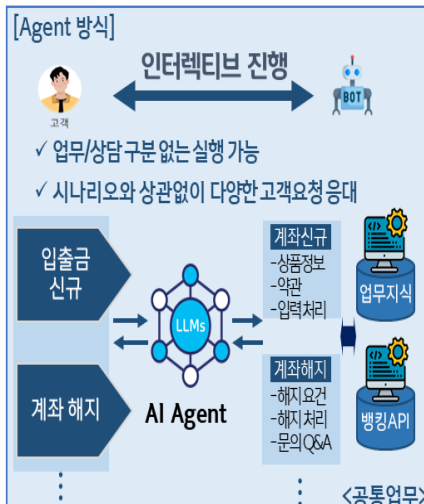 [Agent 방식]
인터렉티브 진행
BOT
고객
✓ 업무/상담 구분 없는 실행 가능
✓ 시나리오와 상관없이 다양한 고객요청 응대
입출금
신규
LLMs
AI Agent
계좌신규
-상품정보
-약관
-입력처리
업무지식
계좌 해지
계좌해지
-해지요건
-해지처리
-문의Q&A
뱅킹API
<공통업무>